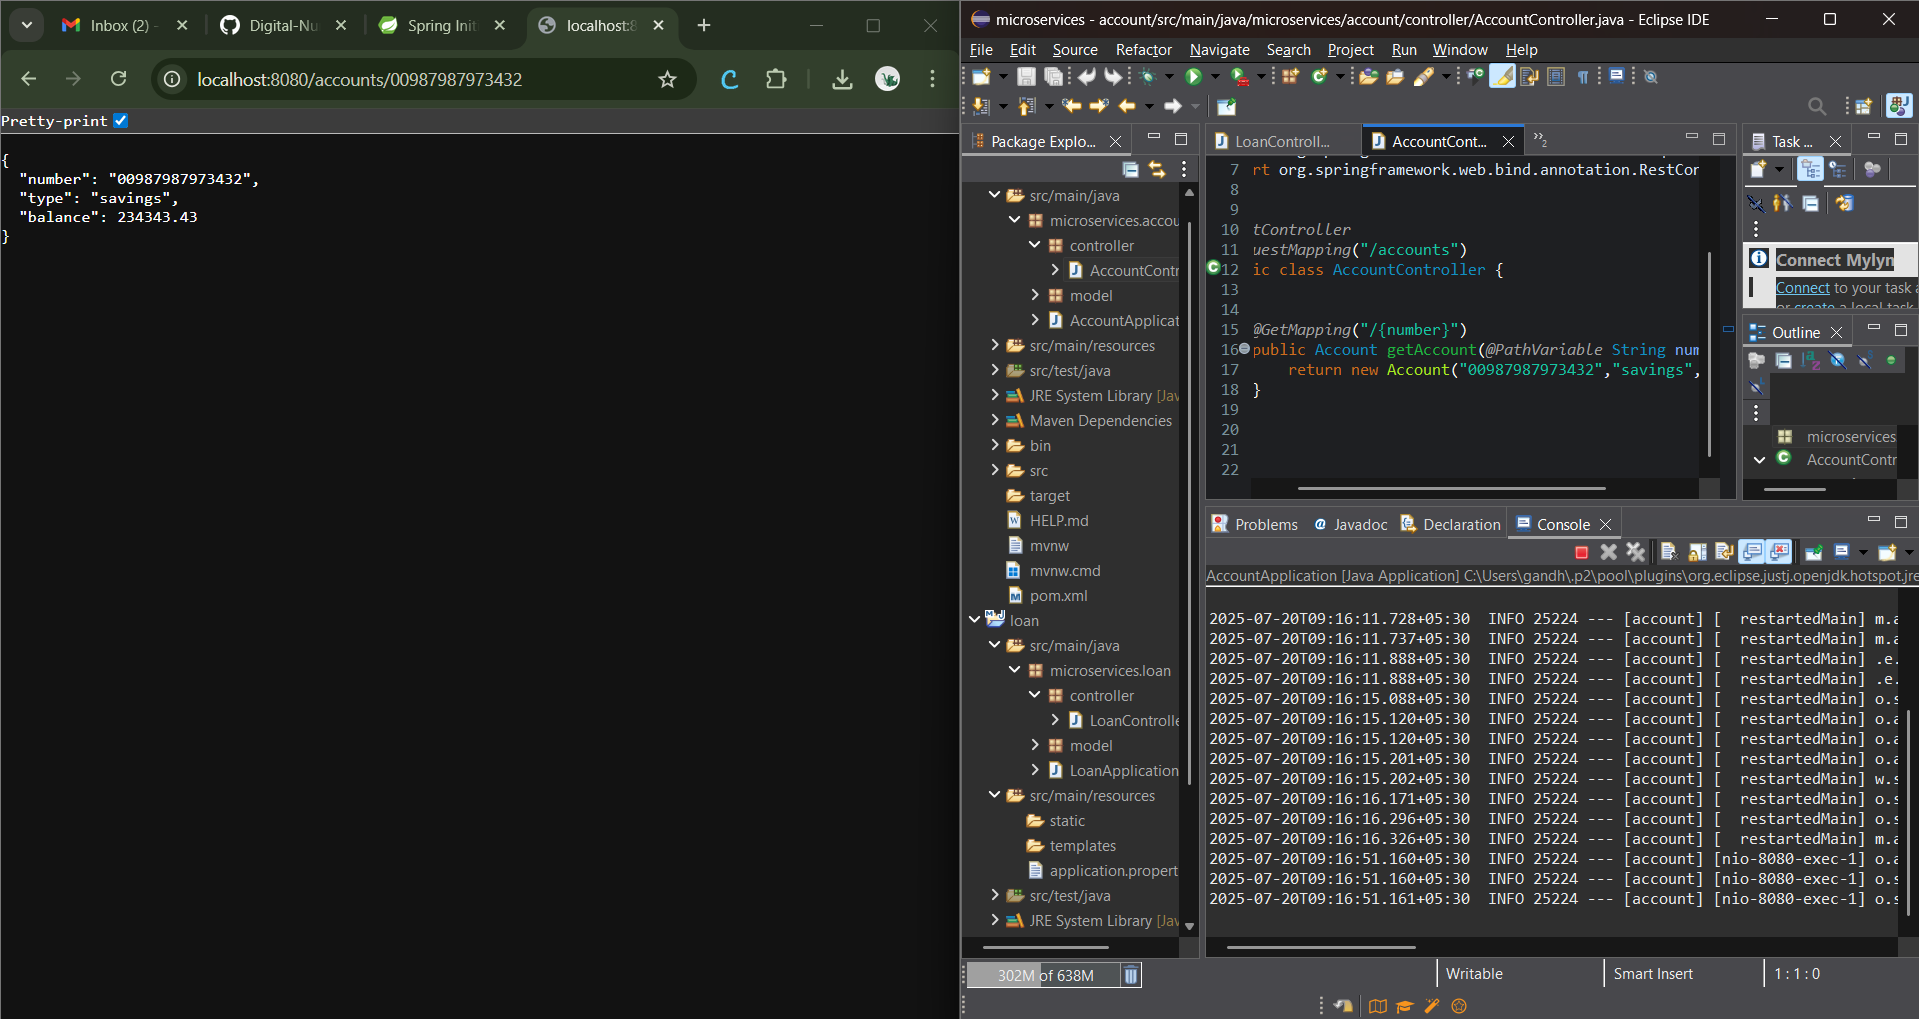 Inbox (2) -
Digital-Nu
Spring Init
localhost:8
localhost:8080/accounts/00987987973432
Pretty-print
{
"number": "00987987973432",
"type": "savings",
"balance": 234343.43
}
microservices - account/src/main/java/microservices/account/controller/AccountController.java - Eclipse IDE
File Edit Source Refactor Navigate Search Project Run Window Help
Package Explo...
src/main/java
microservices.accou
controller
AccountContr
model
AccountApplicat
src/main/resources
src/test/java
JRE System Library [Jav
Maven Dependencies
bin
src
target
HELP.md
mvnw
mvnw.cmd
pom.xml
loan
src/main/java
microservices.loan
controller
LoanControlle
model
LoanApplication
src/main/resources
static
templates
application.propert
src/test/java
JRE System Library [Jav
LoanControll...
AccountCont...
»2
7 rt org.springframework.web.bind.annotation.RestCon
8
9
10 tController
11 uestMapping("/accounts")
12 ic class AccountController {
13
14
15 @GetMapping("/{number}")
16 public Account getAccount(@PathVariable String num
17 return new Account("00987987973432","savings",
18 }
19
20
21
22
Task ...
Connect Mylyn
Connect to your task a
or create a local task
Outline
microservices
AccountContr
Problems
Javadoc
Declaration
Console
AccountApplication [Java Application] C:\Users\gandh\.p2\pool\plugins\org.eclipse.justj.openjdk.hotspot.jre
2025-07-20T09:16:11.728+05:30 INFO 25224 --- [account] [ restartedMain] m.a
2025-07-20T09:16:11.737+05:30 INFO 25224 --- [account] [ restartedMain] m.a
2025-07-20T09:16:11.888+05:30 INFO 25224 --- [account] [ restartedMain] .e.
2025-07-20T09:16:11.888+05:30 INFO 25224 --- [account] [ restartedMain] .e.
2025-07-20T09:16:15.088+05:30 INFO 25224 --- [account] [ restartedMain] o.s
2025-07-20T09:16:15.120+05:30 INFO 25224 --- [account] [ restartedMain] o.a
2025-07-20T09:16:15.120+05:30 INFO 25224 --- [account] [ restartedMain] o.a
2025-07-20T09:16:15.201+05:30 INFO 25224 --- [account] [ restartedMain] o.a
2025-07-20T09:16:15.202+05:30 INFO 25224 --- [account] [ restartedMain] w.s
2025-07-20T09:16:16.171+05:30 INFO 25224 --- [account] [ restartedMain] o.s
2025-07-20T09:16:16.296+05:30 INFO 25224 --- [account] [ restartedMain] o.s
2025-07-20T09:16:16.326+05:30 INFO 25224 --- [account] [ restartedMain] m.a
2025-07-20T09:16:51.160+05:30 INFO 25224 --- [account] [nio-8080-exec-1] o.a
2025-07-20T09:16:51.160+05:30 INFO 25224 --- [account] [nio-8080-exec-1] o.s
2025-07-20T09:16:51.161+05:30 INFO 25224 --- [account] [nio-8080-exec-1] o.s
302M of 638M
Writable
Smart Insert
1 : 1 : 0